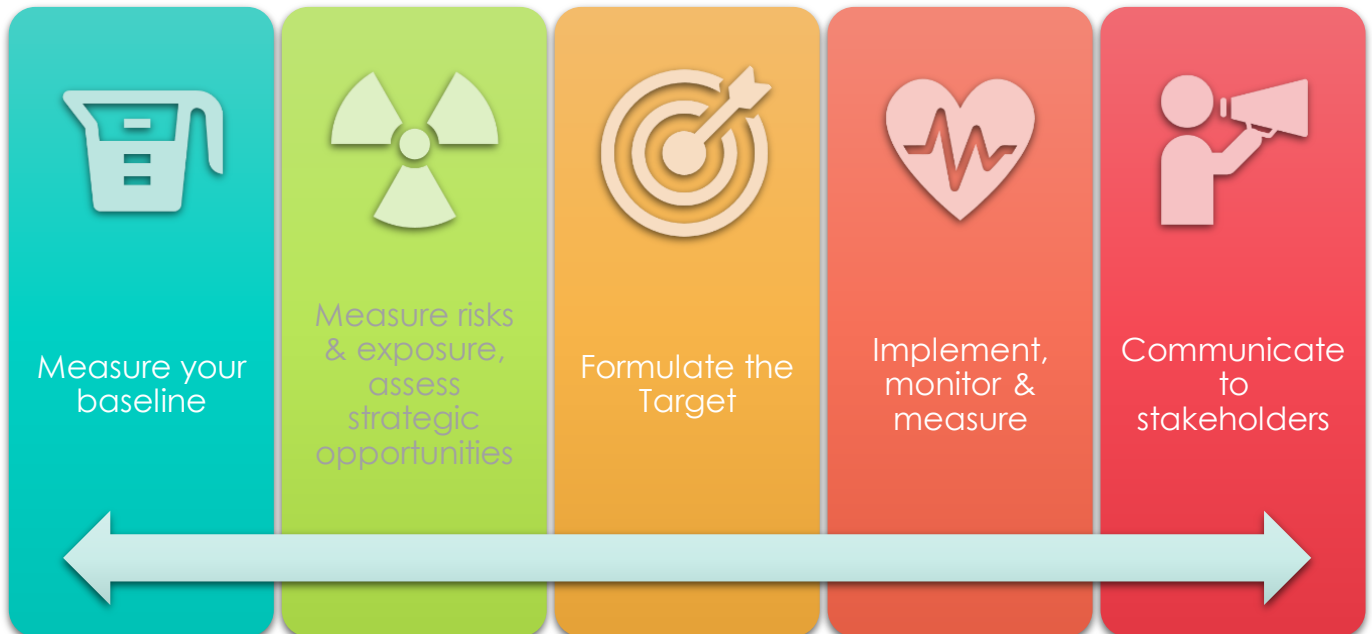 Measure your
baseline
Measure risks
& exposure,
assess
strategic
opportunities
Formulate the
Target
Implement,
monitor &
measure
Communicate
to
stakeholders